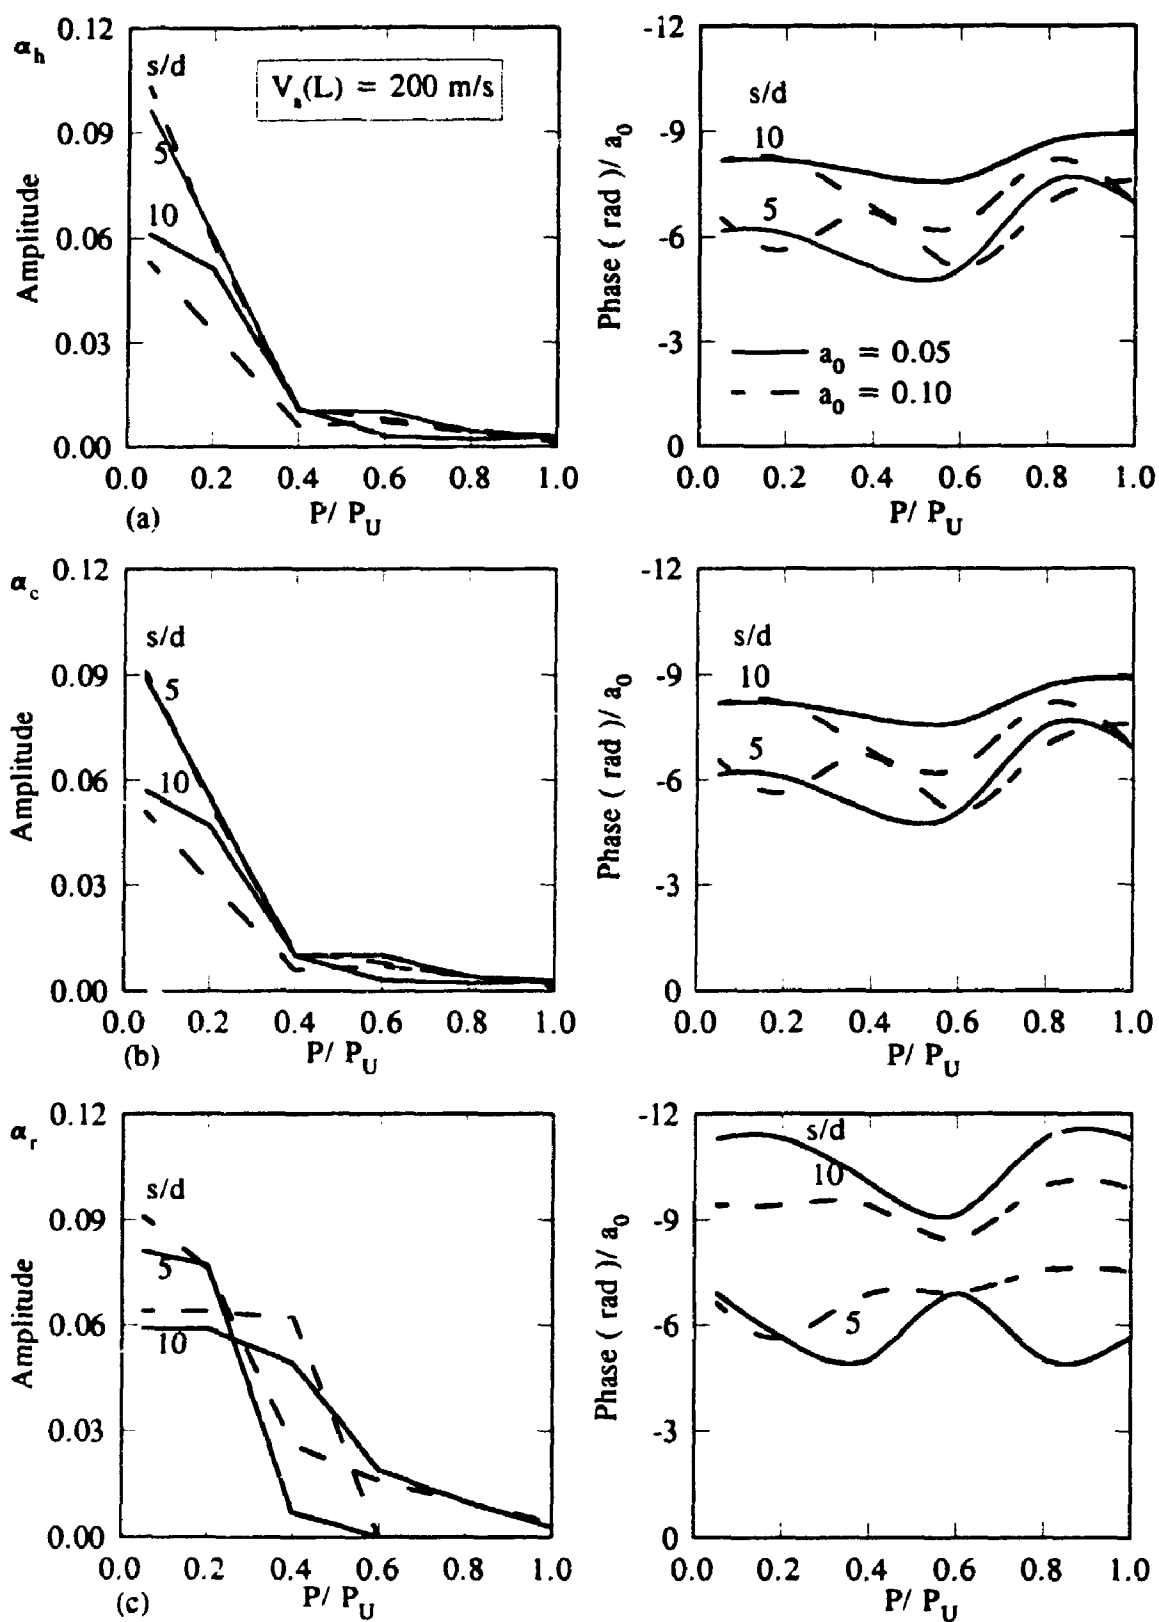 α_h
0.12
0.09
0.06
0.03
0.00
Amplitude
s/d
5
10
V_s(L) = 200 m/s
0.0 0.2 0.4 0.6 0.8 1.0
(a)
P/ P_U
-12
-9
-6
-3
0
Phase ( rad )/ a_0
s/d
10
5
a_0 = 0.05
a_0 = 0.10
0.0 0.2 0.4 0.6 0.8 1.0
P/ P_U
α_c
0.12
0.09
0.06
0.03
0.00
Amplitude
s/d
5
10
0.0 0.2 0.4 0.6 0.8 1.0
(b)
P/ P_U
-12
-9
-6
-3
0
Phase ( rad )/ a_0
s/d
10
5
0.0 0.2 0.4 0.6 0.8 1.0
P/ P_U
α_r
0.12
0.09
0.06
0.03
0.00
Amplitude
s/d
5
10
0.0 0.2 0.4 0.6 0.8 1.0
(c)
P/ P_U
-12
-9
-6
-3
0
Phase ( rad )/ a_0
s/d
10
5
0.0 0.2 0.4 0.6 0.8 1.0
P/ P_U